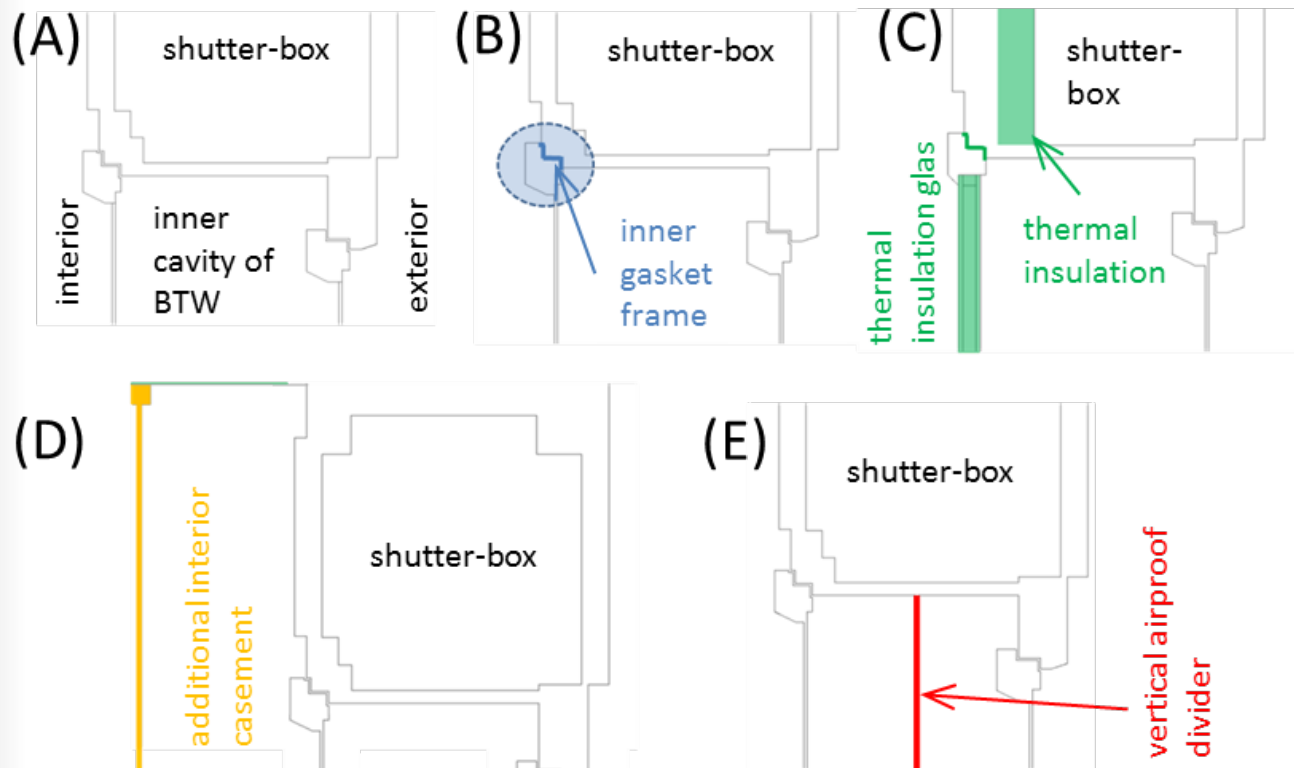 (A)
shutter-box
interior
inner
cavity of
BTW
exterior
(B)
shutter-box
inner
gasket
frame
(C)
shutter-
box
thermal
insulation glas
thermal
insulation
(D)
additional interior
casement
shutter-box
(E)
shutter-box
vertical airproof
divider